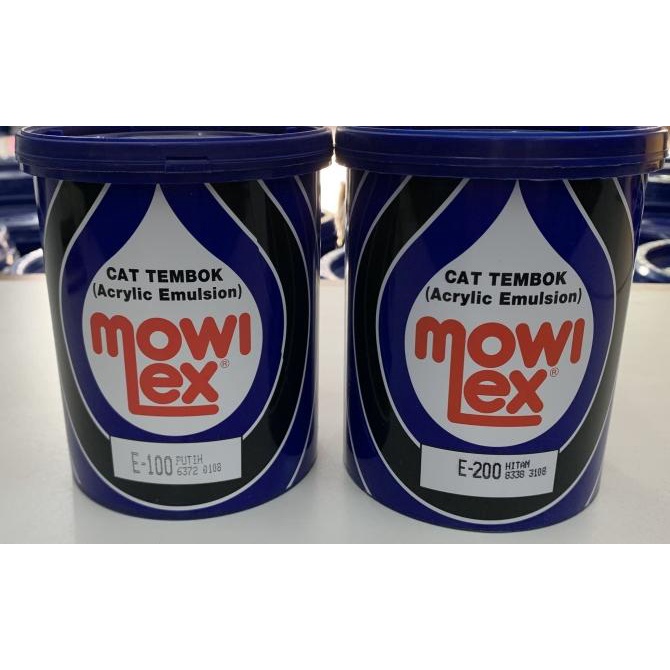 CAT TEMBOK
(Acrylic Emulsion)
mowi
Lex®
E-100 PUTIH
6372 0108
CAT TEMBOK
(Acrylic Emulsion)
mowi
Lex®
E-200 HITAM
8338 3108